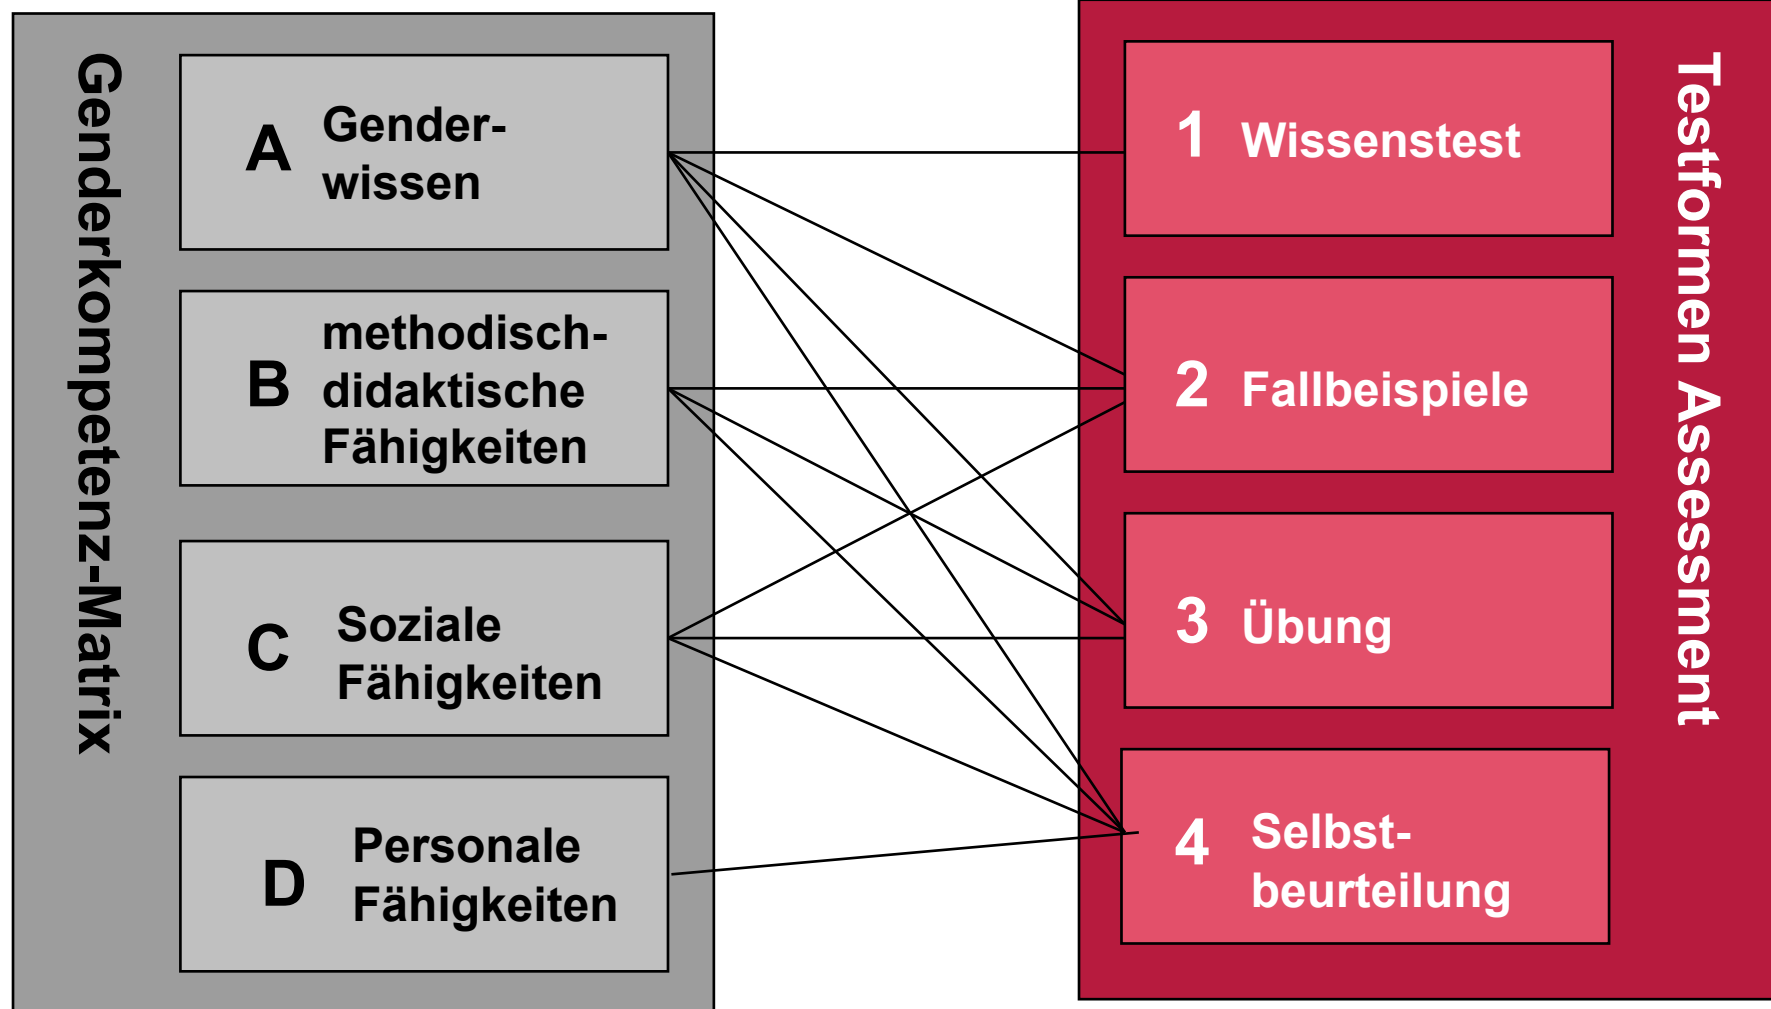 Genderkompetenz-Matrix
A
Gender-
wissen
B
methodisch-
didaktische
Fähigkeiten
C
Soziale
Fähigkeiten
D
Personale
Fähigkeiten
Testformen Assessment
1 Wissenstest
2 Fallbeispiele
3 Übung
4
Selbst-
beurteilung